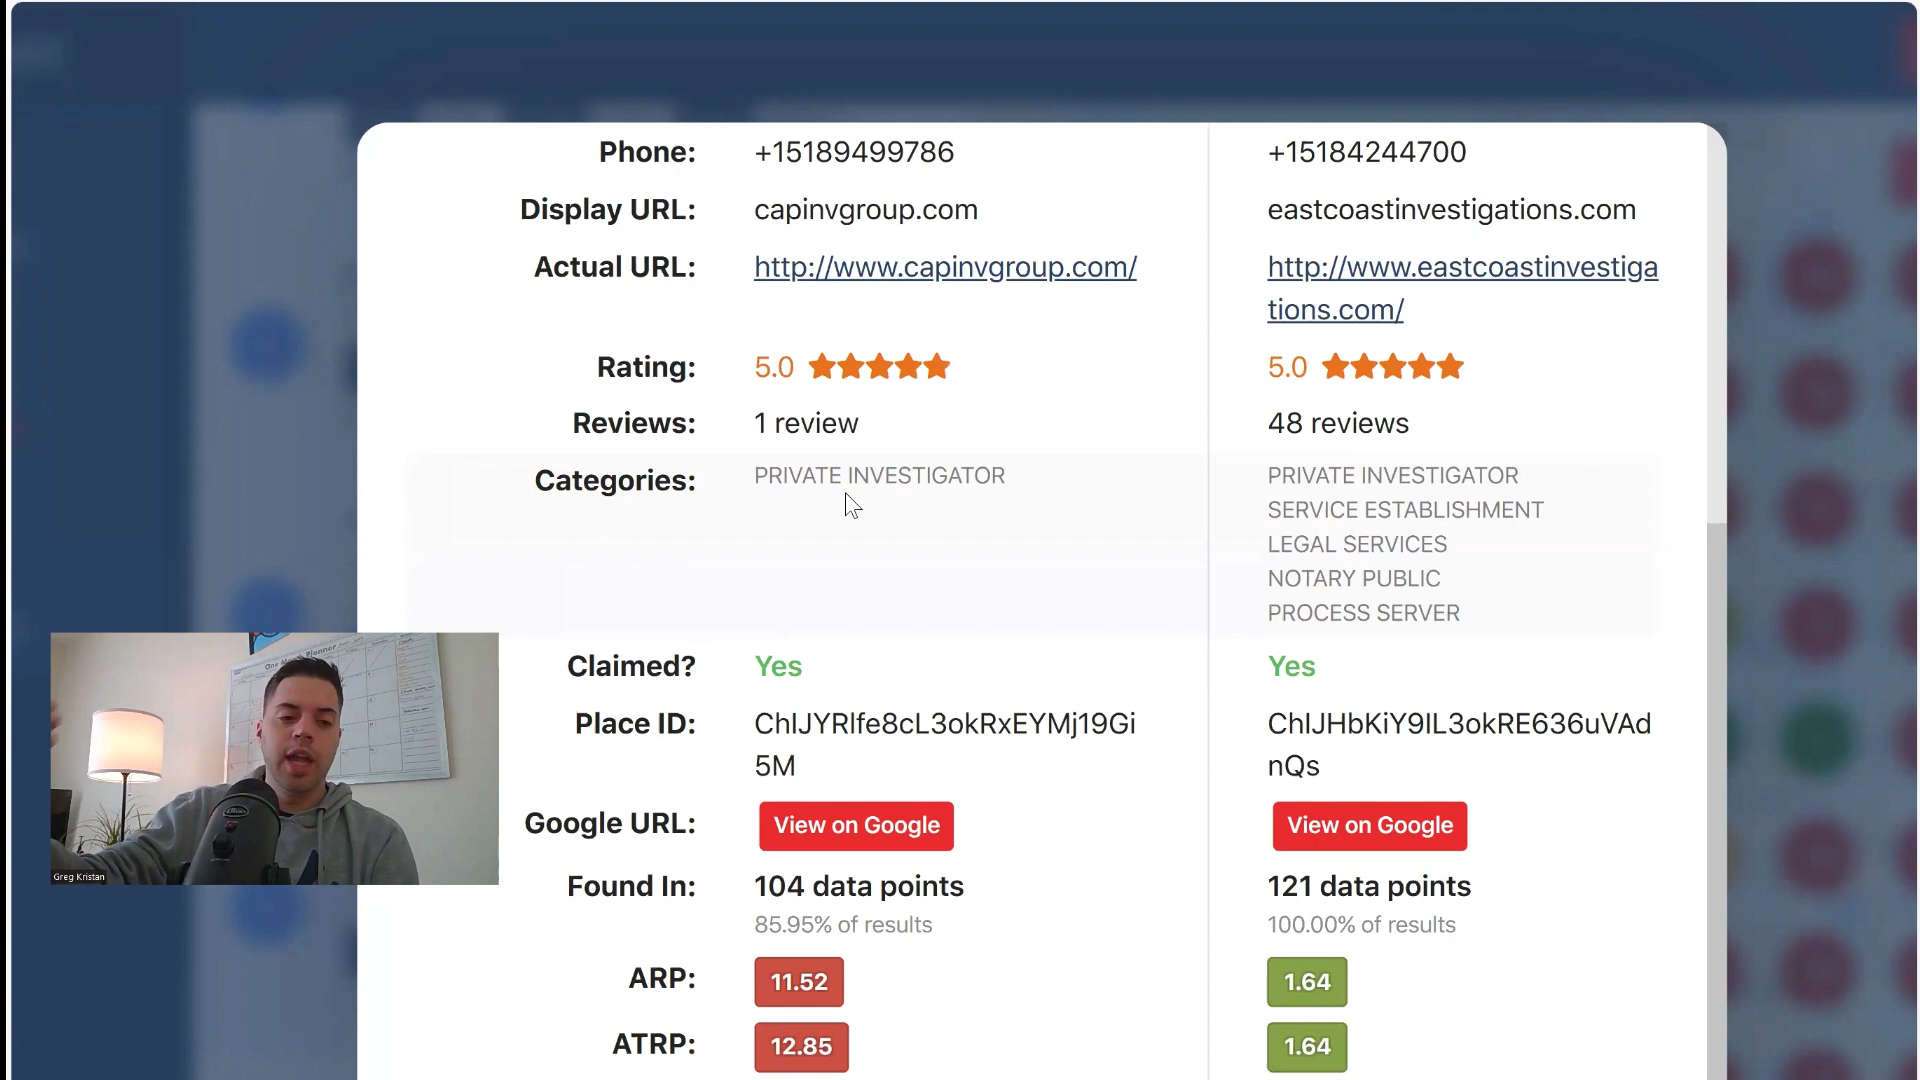 Phone: +15189499786 +15184244700
Display URL: capinvgroup.com eastcoastinvestigations.com
Actual URL: http://www.capinvgroup.com/ http://www.eastcoastinvestiga
tions.com/
Rating: 5.0 5.0
Reviews: 1 review 48 reviews
Categories: PRIVATE INVESTIGATOR PRIVATE INVESTIGATOR
SERVICE ESTABLISHMENT
LEGAL SERVICES
NOTARY PUBLIC
PROCESS SERVER
Claimed? Yes Yes
Place ID: ChIJYRlfe8cL3okRxEYMj19Gi ChIJHbKiY9IL3okRE636uVAd
5M nQs
Google URL: View on Google View on Google
Found In: 104 data points 121 data points
85.95% of results 100.00% of results
ARP: 11.52 1.64
ATRP: 12.85 1.64
One Month Planner
Greg Kristan